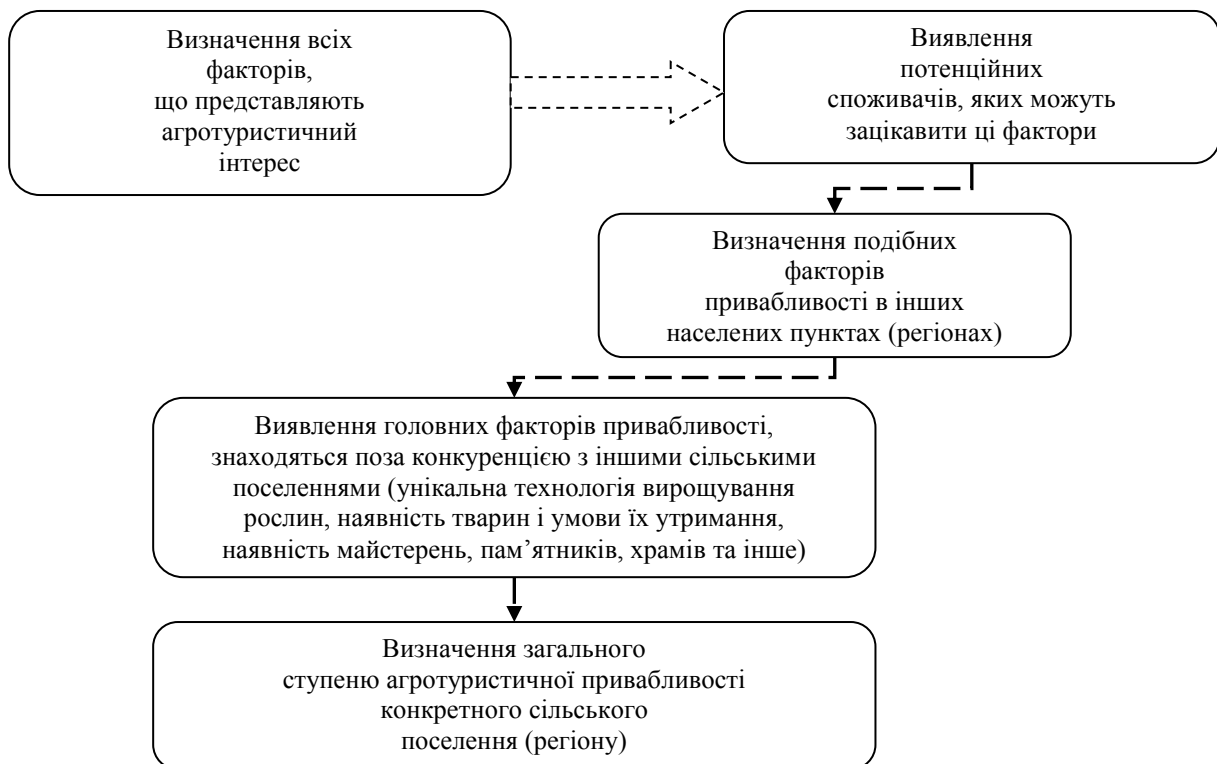 Визначення всіх
факторів,
що представляють
агротуристичний
інтерес
Виявлення
потенційних
споживачів, яких можуть
зацікавити ці фактори
Визначення подібних
факторів
привабливості в інших
населених пунктах (регіонах)
Виявлення головних факторів привабливості,
знаходяться поза конкуренцією з іншими сільськими
поселеннями (унікальна технологія вирощування
рослин, наявність тварин і умови їх утримання,
наявність майстерень, пам’ятників, храмів та інше)
Визначення загального
ступеню агротуристичної привабливості
конкретного сільського
поселення (регіону)